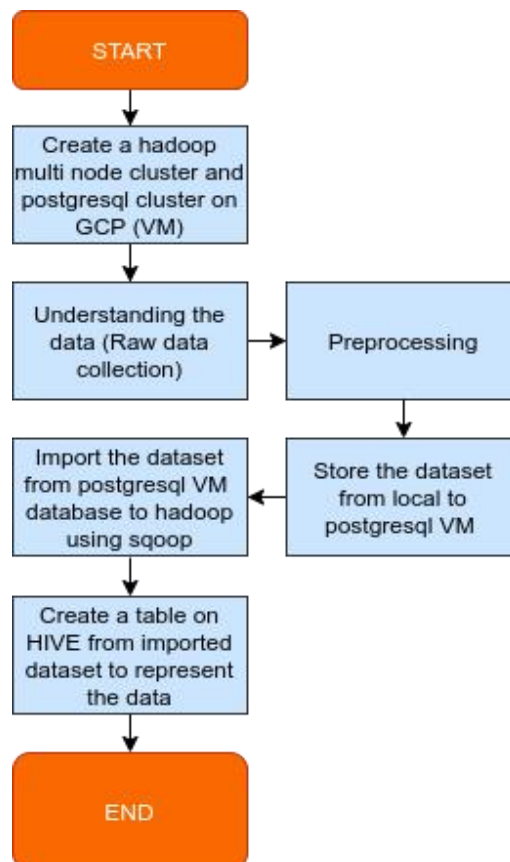 START
Create a hadoop
multi node cluster and
postgresql cluster on
GCP (VM)
Understanding the
data (Raw data
collection)
Preprocessing
Store the dataset
from local to
postgresql VM
Import the dataset
from postgresql VM
database to hadoop
using sqoop
Create a table on
HIVE from imported
dataset to represent
the data
END